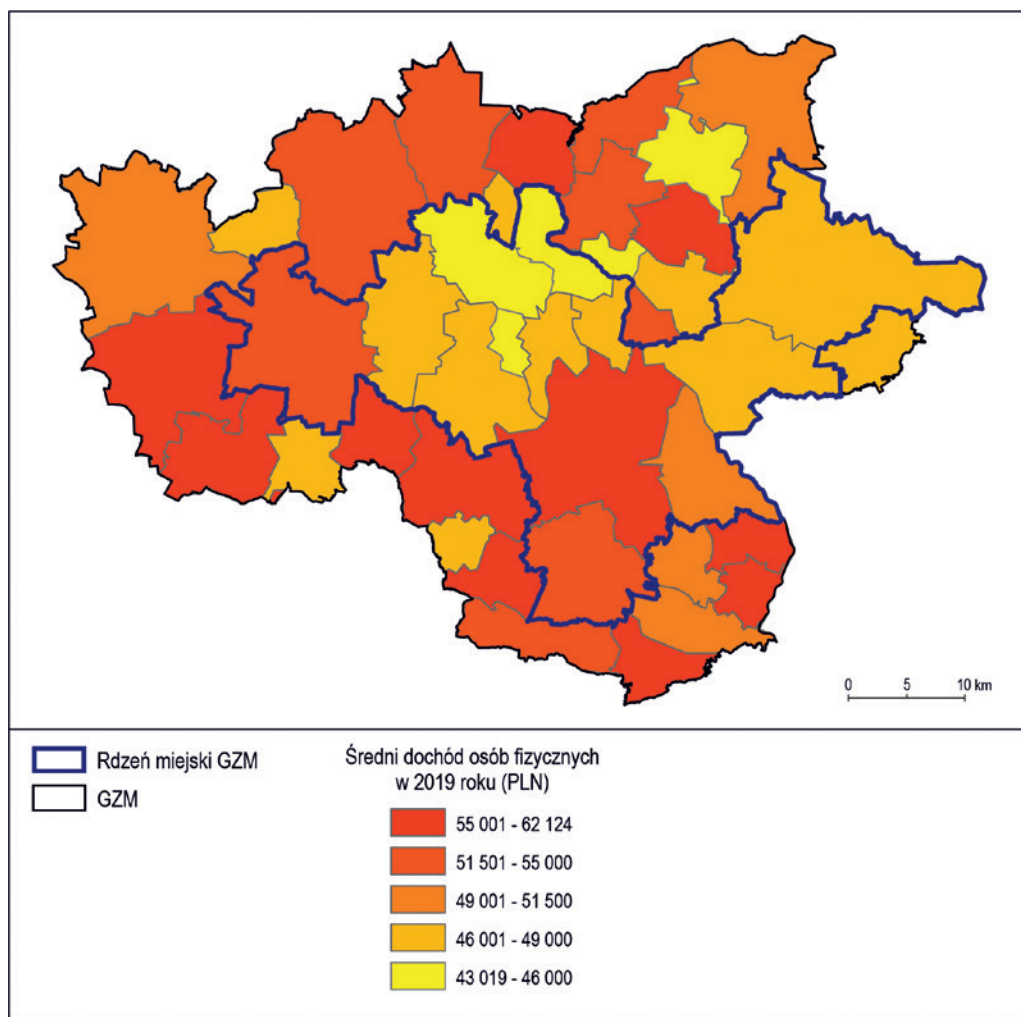 0 5 10 km
Rdzeń miejski GZM
GZM
Średni dochód osób fizycznych
w 2019 roku (PLN)
55 001 - 62 124
51 501 - 55 000
49 001 - 51 500
46 001 - 49 000
43 019 - 46 000